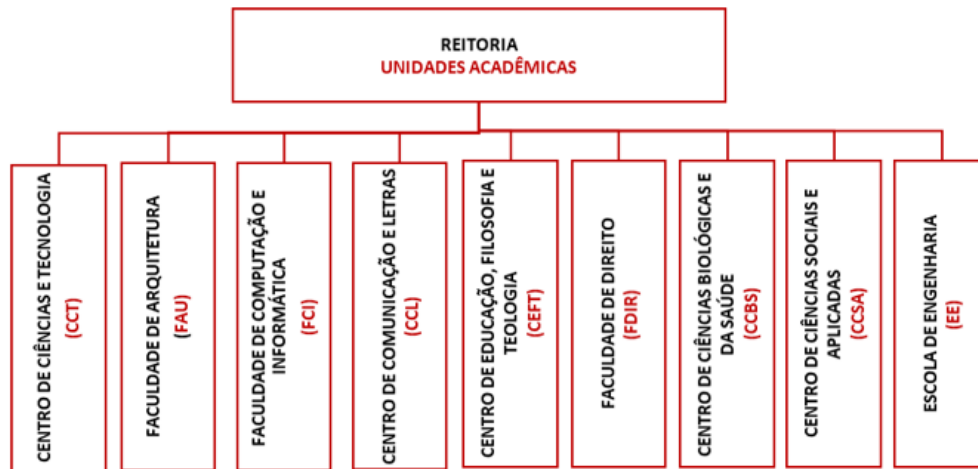 REITORIA
UNIDADES ACADÊMICAS
CENTRO DE CIÊNCIAS E TECNOLOGIA
(CCT)
FACULDADE DE ARQUITETURA
(FAU)
FACULDADE DE COMPUTAÇÃO E
INFORMÁTICA
(FCI)
CENTRO DE COMUNICAÇÃO E LETRAS
(CCL)
CENTRO DE EDUCAÇÃO, FILOSOFIA E
TEOLOGIA
(CEFT)
FACULDADE DE DIREITO
(FDIR)
CENTRO DE CIÊNCIAS BIOLÓGICAS E
DA SAÚDE
(CCBS)
CENTRO DE CIÊNCIAS SOCIAIS E
APLICADAS
(CCSA)
ESCOLA DE ENGENHARIA
(EE)